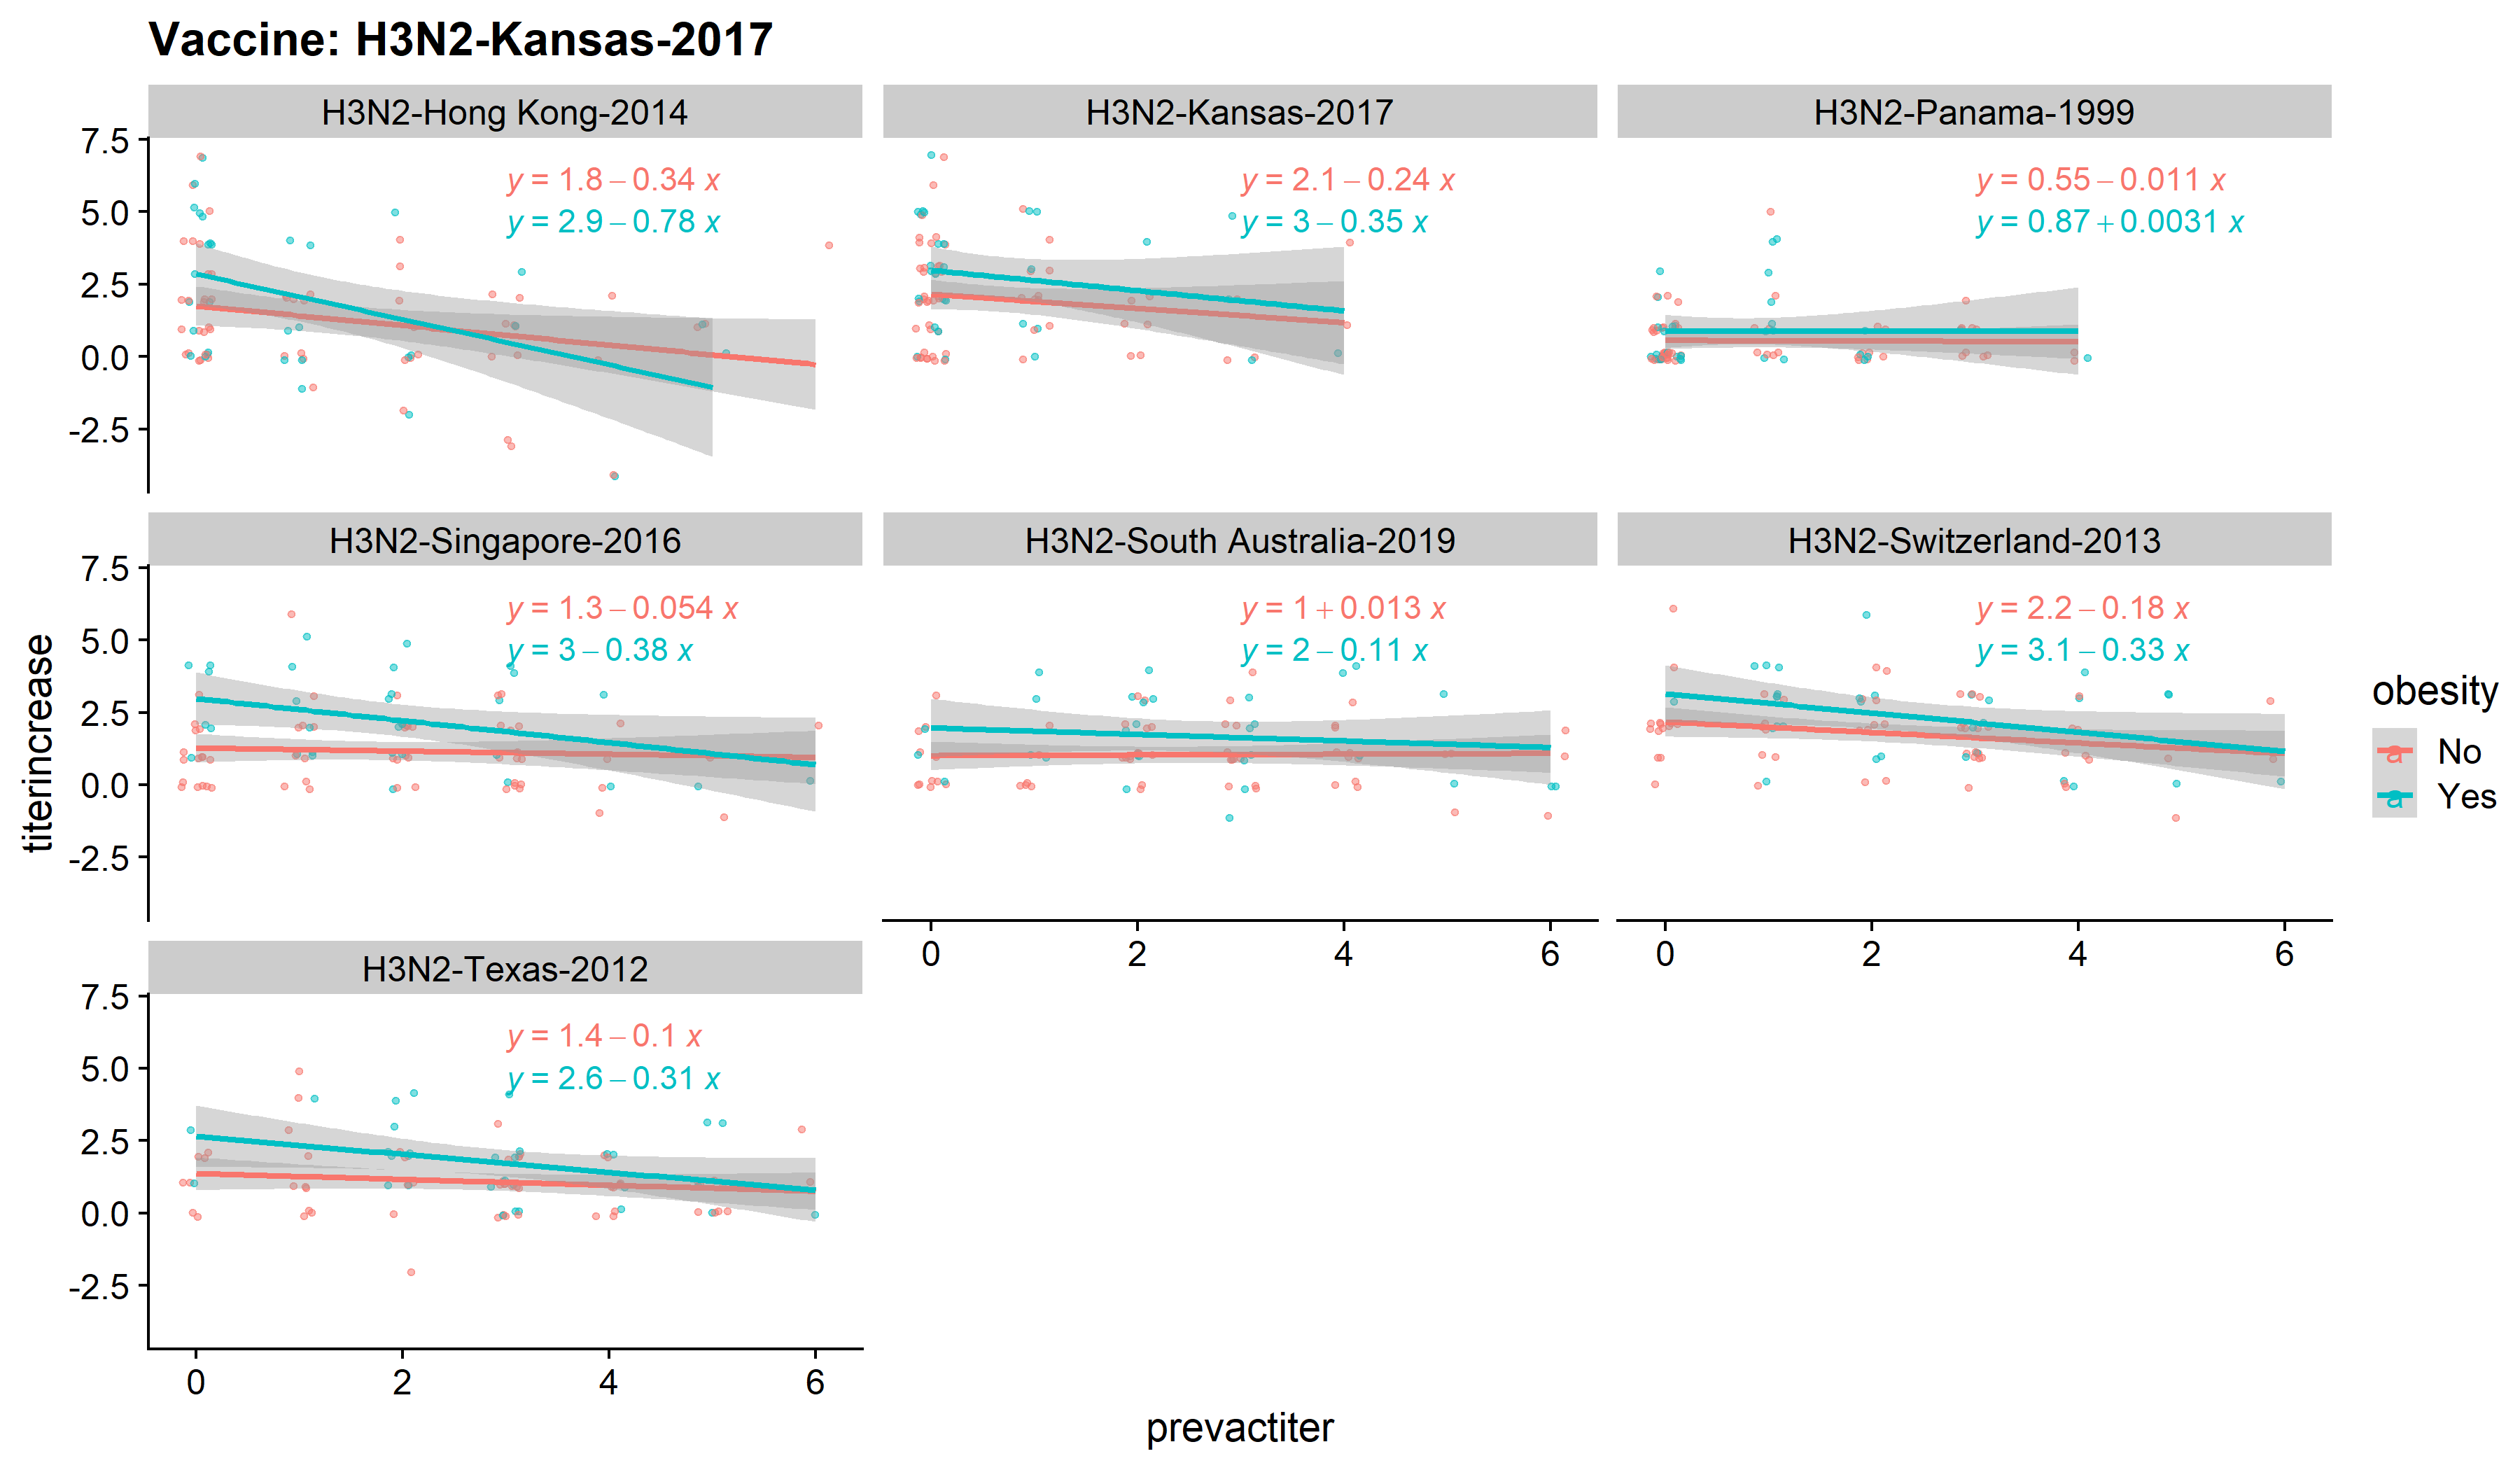 Vaccine: H3N2-Kansas-2017
H3N2-Hong Kong-2014
H3N2-Kansas-2017
H3N2-Panama-1999
7.5
5.0
2.5
0.0
-2.5
y = 1.8 – 0.34 x
y = 2.9 – 0.78 x
y = 2.1 – 0.24 x
y = 3 – 0.35 x
y = 0.55 – 0.011 x
y = 0.87 + 0.0031 x
H3N2-Singapore-2016
H3N2-South Australia-2019
H3N2-Switzerland-2013
7.5
5.0
2.5
0.0
-2.5
y = 1.3 – 0.054 x
y = 3 – 0.38 x
y = 1 + 0.013 x
y = 2 – 0.11 x
y = 2.2 – 0.18 x
y = 3.1 – 0.33 x
0 2 4 6
0 2 4 6
titerincrease
obesity
a No
a Yes
H3N2-Texas-2012
7.5
5.0
2.5
0.0
-2.5
y = 1.4 – 0.1 x
y = 2.6 – 0.31 x
0 2 4 6
prevactiter